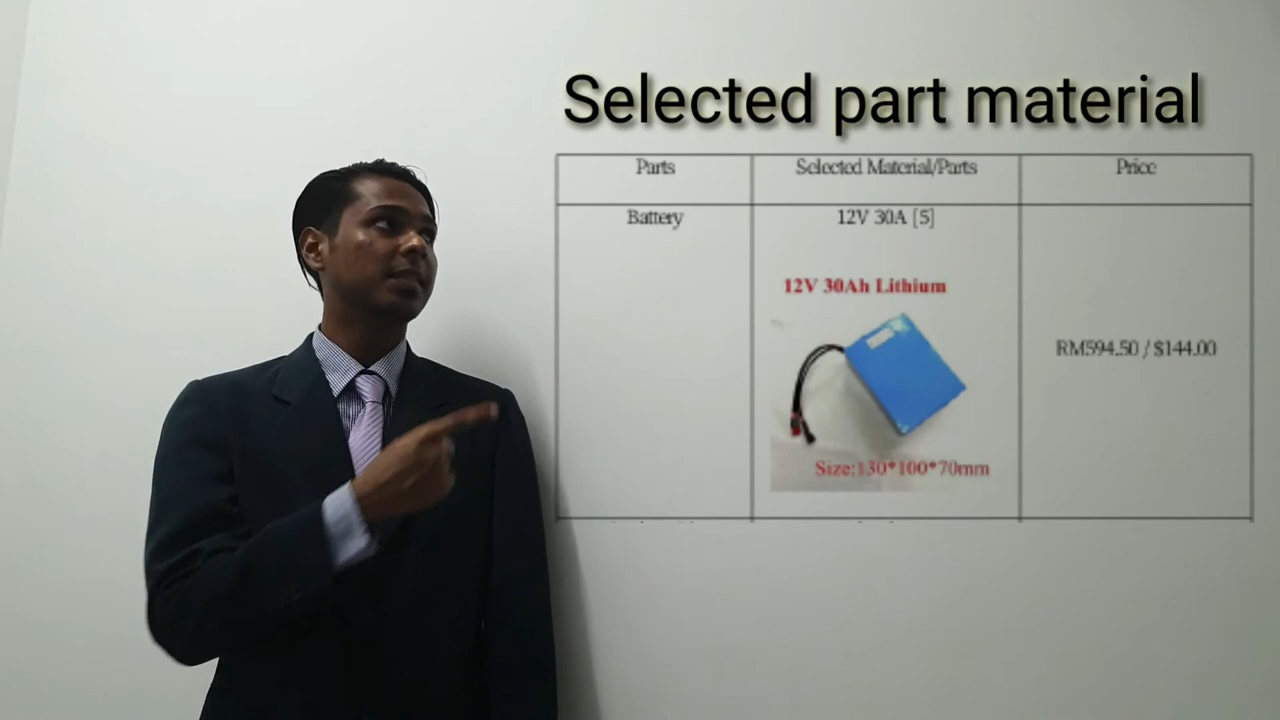 Selected part material
Parts Selected Material/Parts Price
Battery 12V 30A [5]
12V 30Ah Lithium
RM594.50 / $144.00
Size:130*100*70mm